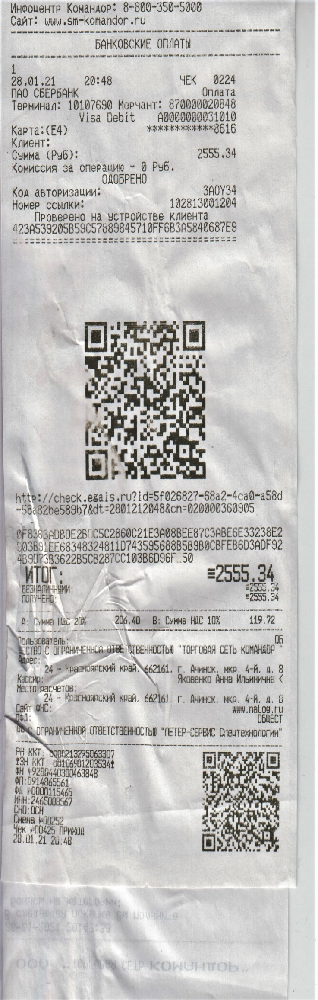 Инфоцентр Командор: 8-800-350-5000
Сайт: www.sm-komandor.ru
БАНКОВСКИЕ ОПЛАТЫ
1
28.01.21 20:48 ЧЕК 0224
ПАО СБЕРБАНК Оплата
Терминал: 10107690 Мерчант: 870000020848
Visa Debit A0000000031010
Карта:(E4) ************8616
Клиент:
Сумма (Руб): 2555.34
Комиссия за операцию - 0 Руб.
ОДОБРЕНО
Код авторизации: 3A0Y34
Номер ссылки: 102813001204
Проверено на устройстве клиента
423A539205B59C57889845710FF6B3A5840687E9
http://check.egais.ru?id=5f026827-68a2-4ca0-a58d
-58a82be589b7&dt=2801212048&cn=020000360905
4B9D73B3622B5CB287CC103B6D96F 50
ИТОГ: ≡2555.34
БЕЗНАЛИЧНЫМИ: ≡2555.34
ПОЛУЧЕНО: ≡2555.34
А: Сумма НДС 20% 206.40 В: Сумма НДС 10% 119.72
Пользователь: ОБ
ЩЕСТВО С ОГРАНИЧЕННОЙ ОТВЕТСТВЕННОСТЬЮ "ТОРГОВАЯ СЕТЬ КОМАНДОР "
Адрес:
24 - Красноярский край, 662161, г. Ачинск, мкр. 4-й, д. 8
Кассир: Яковенко Анна Ильинична <
Место расчетов:
24 - Красноярский край, 662161, г. Ачинск, мкр. 4-й, д. 8
Сайт ФНС: www.nalog.ru
ОФД: ОБЩЕСТ
ВО С ОГРАНИЧЕННОЙ ОТВЕТСТВЕННОСТЬЮ "ПЕТЕР-СЕРВИС Спецтехнологии"
РН ККТ: 0000213295063307
ЗН ККТ: 00106901203534
ФН №9280440300463848
ФП:0914865561
ФД №0000115465
ИНН:2465008567
СНО:ОСН
Смена №00252
Чек №00425 ПРИХОД
28.01.21 20:48